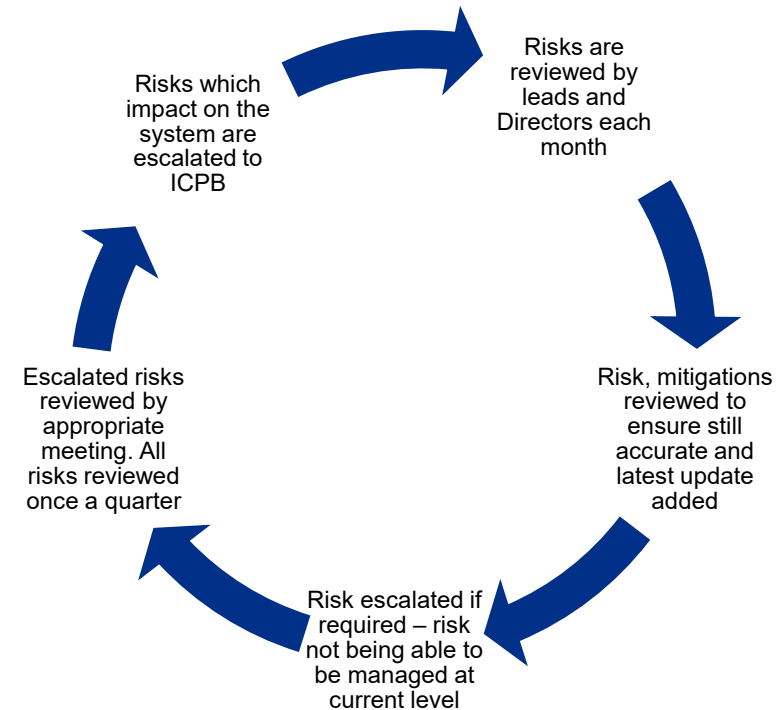 Risks are
reviewed by
leads and
Directors each
month
Risk, mitigations
reviewed to
ensure still
accurate and
latest update
added
Risk escalated if
required – risk
not being able to
be managed at
current level
Escalated risks
reviewed by
appropriate
meeting. All
risks reviewed
once a quarter
Risks which
impact on the
system are
escalated to
ICPB